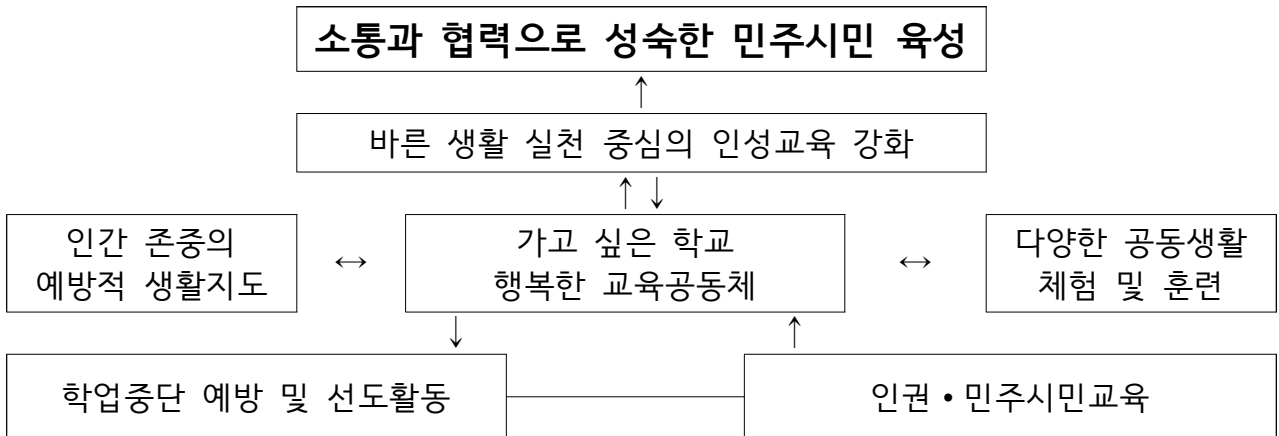 소통과 협력으로 성숙한 민주시민 육성
↑
바른 생활 실천 중심의 인성교육 강화
↑ ↓
인간 존중의
예방적 생활지도
↔
가고 싶은 학교
행복한 교육공동체
↔
다양한 공동생활
체험 및 훈련
↓ ↑
학업중단 예방 및 선도활동
인권•민주시민교육